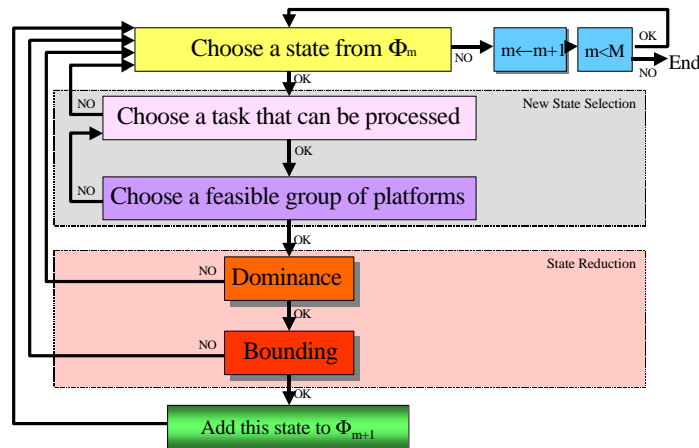 Choose a state from Φm
NO
m←m+1
m<M
OK
NO
End
OK
New State Selection
NO
Choose a task that can be processed
OK
NO
Choose a feasible group of platforms
OK
State Reduction
NO
Dominance
OK
NO
Bounding
OK
Add this state to Φm+1